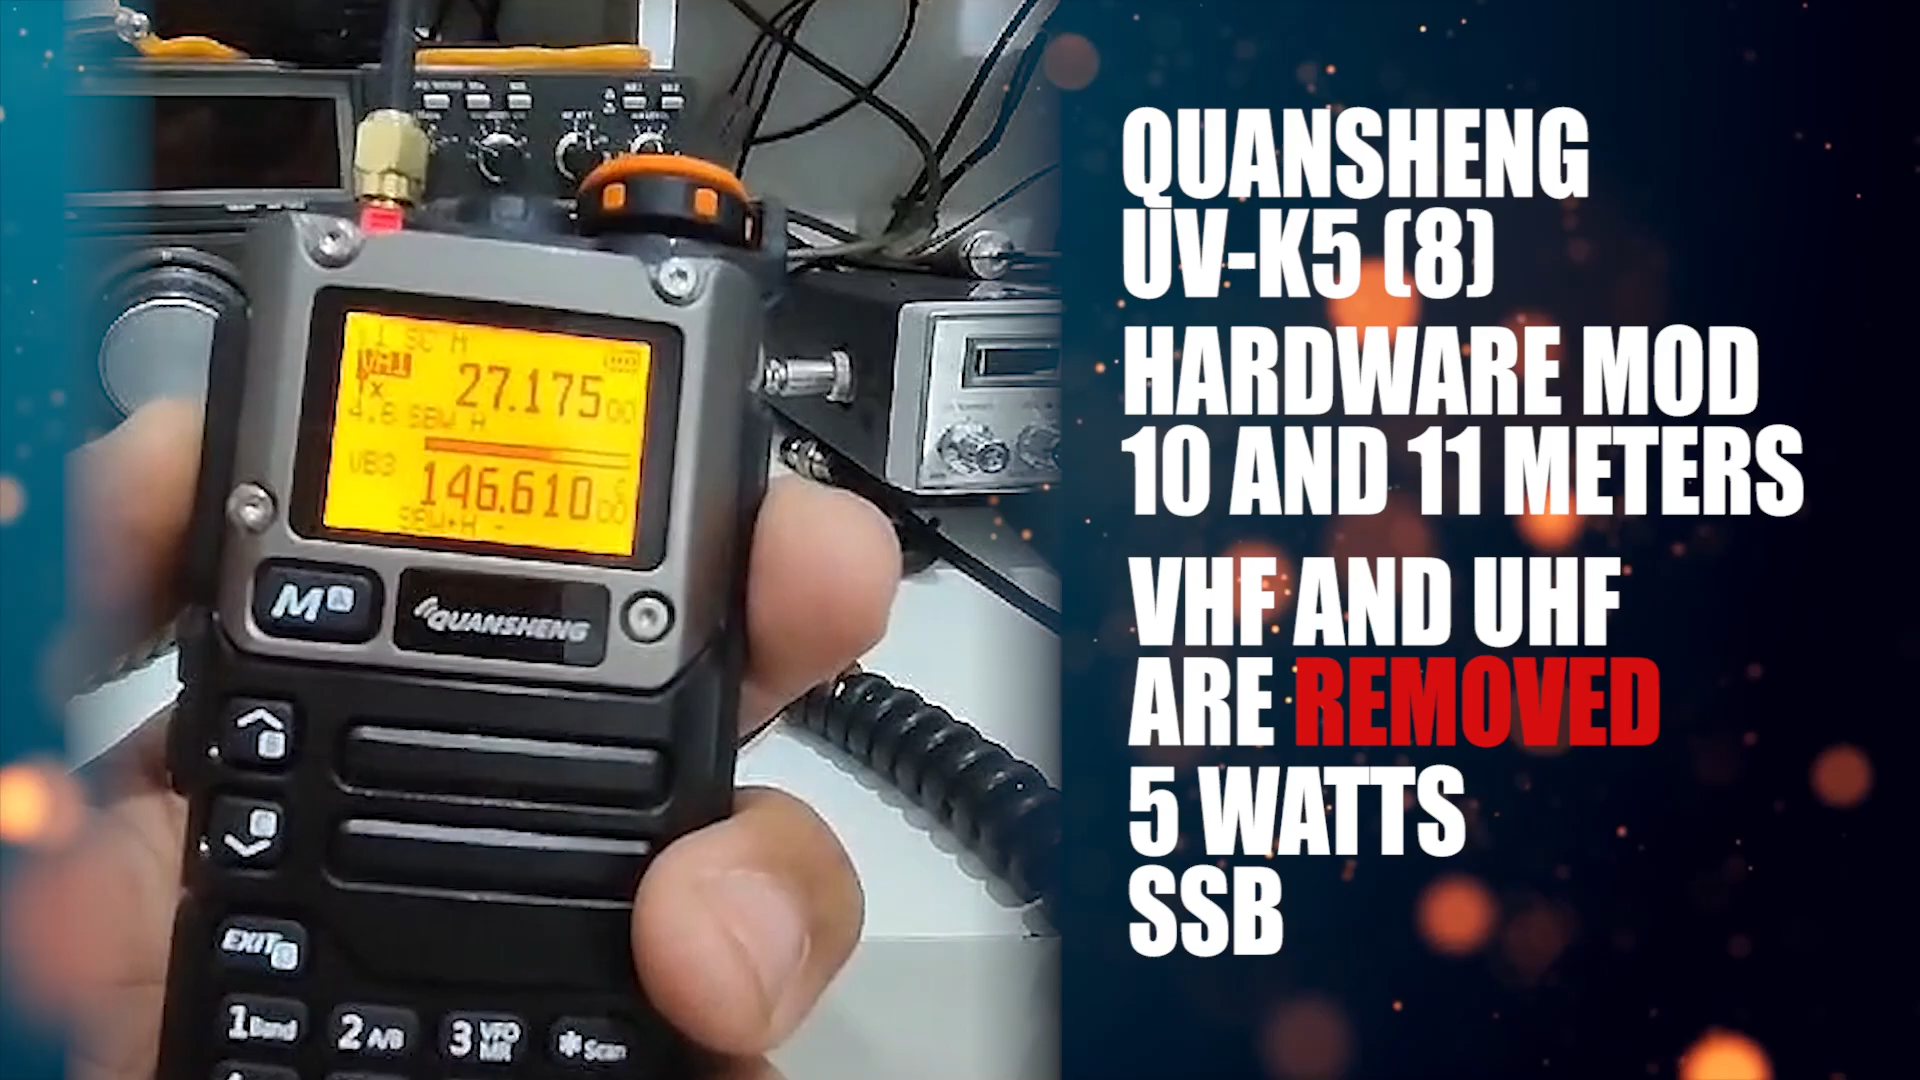 27.17500
146.610
M
QUANSHENG
EXIT
1 Band
2 A/B
3 VFO MR
* Scan
QUANSHENG
UV-K5 (8)
HARDWARE MOD
10 AND 11 METERS
VHF AND UHF
ARE REMOVED
5 WATTS
SSB